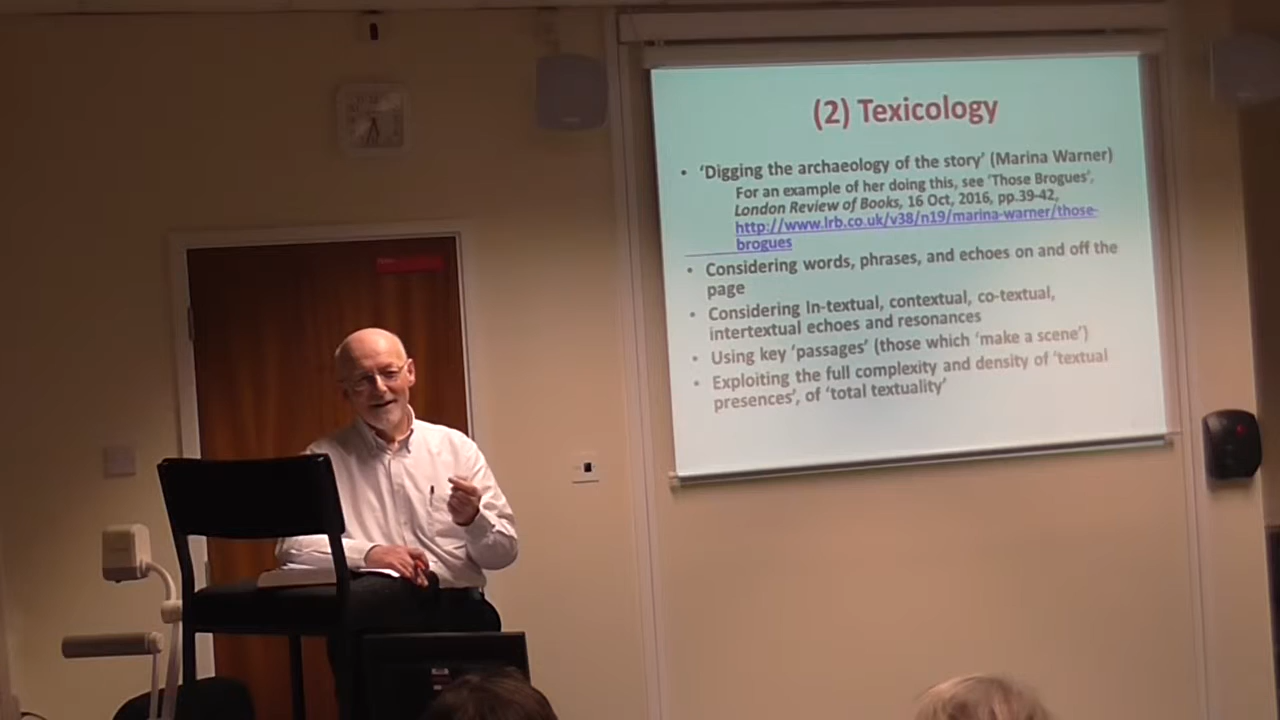 (2) Texicology
• ‘Digging the archaeology of the story’ (Marina Warner)
For an example of her doing this, see ‘Those Brogues’,
London Review of Books, 16 Oct, 2016, pp.39-42,
http://www.lrb.co.uk/v38/n19/marina-warner/those-
brogues
• Considering words, phrases, and echoes on and off the
page
• Considering In-textual, contextual, co-textual,
intertextual echoes and resonances
• Using key ‘passages’ (those which ‘make a scene’)
• Exploiting the full complexity and density of ‘textual
presences’, of ‘total textuality’